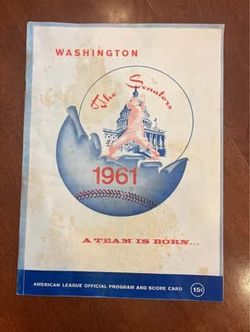 WASHINGTON
The Senators
1961
A TEAM IS BORN...
AMERICAN LEAGUE OFFICIAL PROGRAM AND SCORE CARD 15¢